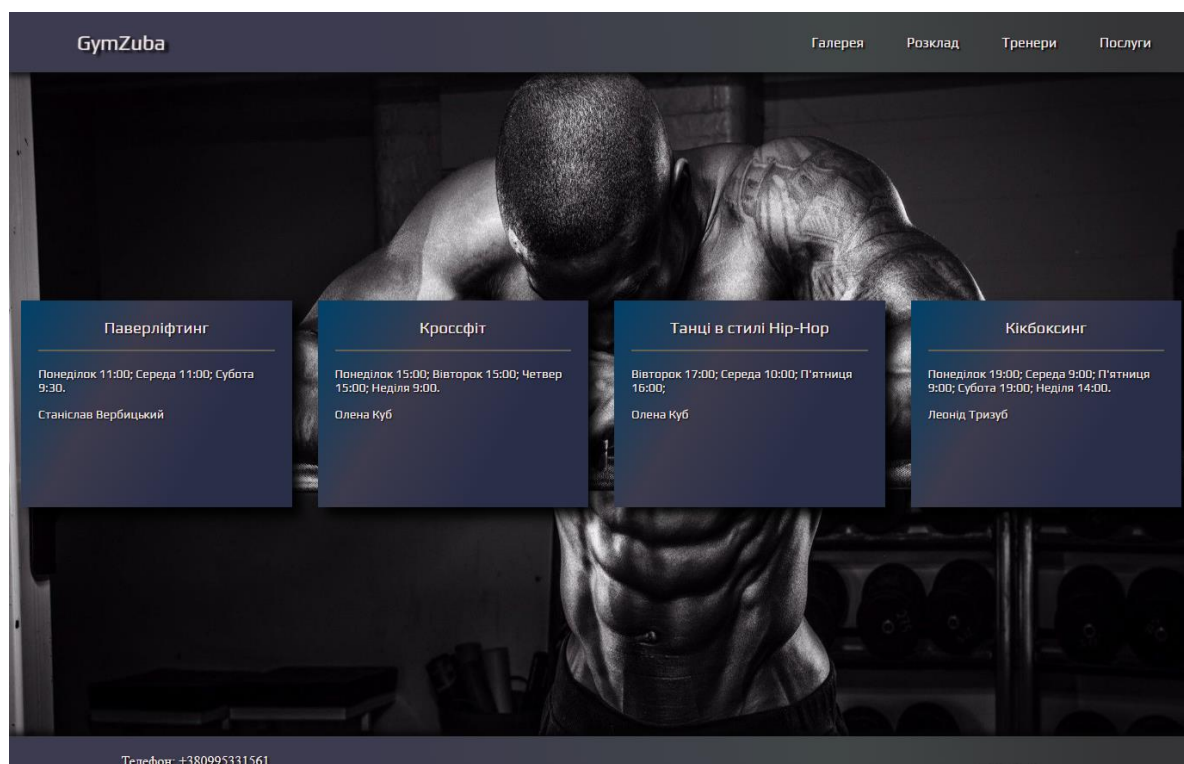 GymZuba
Галерея Розклад Тренери Послуги
Паверліфтинг
Понеділок 11:00; Середа 11:00; Субота
9:30.
Станіслав Вербицький
Кроссфіт
Понеділок 15:00; Вівторок 15:00; Четвер
15:00; Неділя 9:00.
Олена Куб
Танці в стилі Hip-Hop
Вівторок 17:00; Середа 10:00; П'ятниця
16:00;
Олена Куб
Кікбоксинг
Понеділок 19:00; Середа 9:00; П'ятниця
9:00; Субота 19:00; Неділя 14:00.
Леонід Тризуб
Телефон: +380995331561